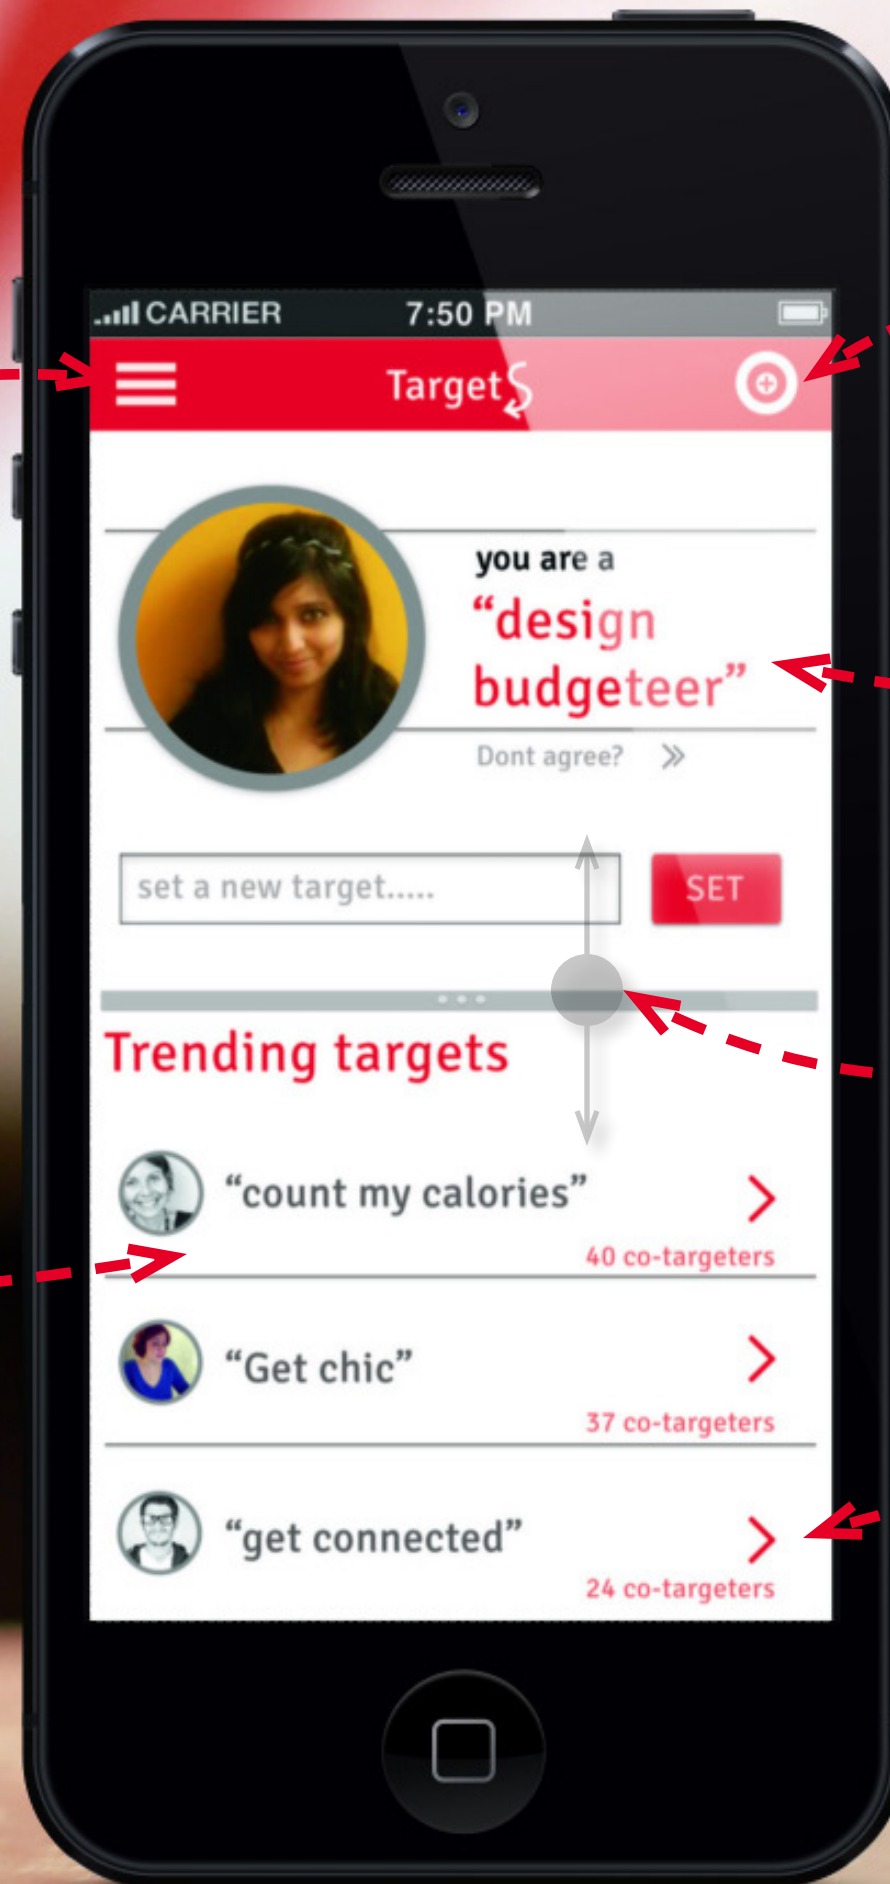 CARRIER 7:50 PM
Targets
you are a
“design
budgeteer”
Dont agree?
set a new target.....
SET
Trending targets
“count my calories”
40 co-targeters
“Get chic”
37 co-targeters
“get connected”
24 co-targeters